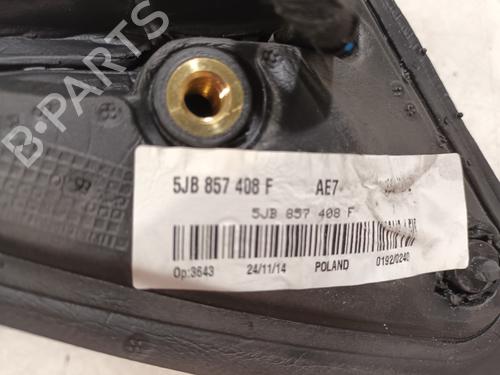 B-PARTS
5JB 857 408 F AE7
5JB 857 408 F
Op:3643 24/11/14 POLAND 0192/0240